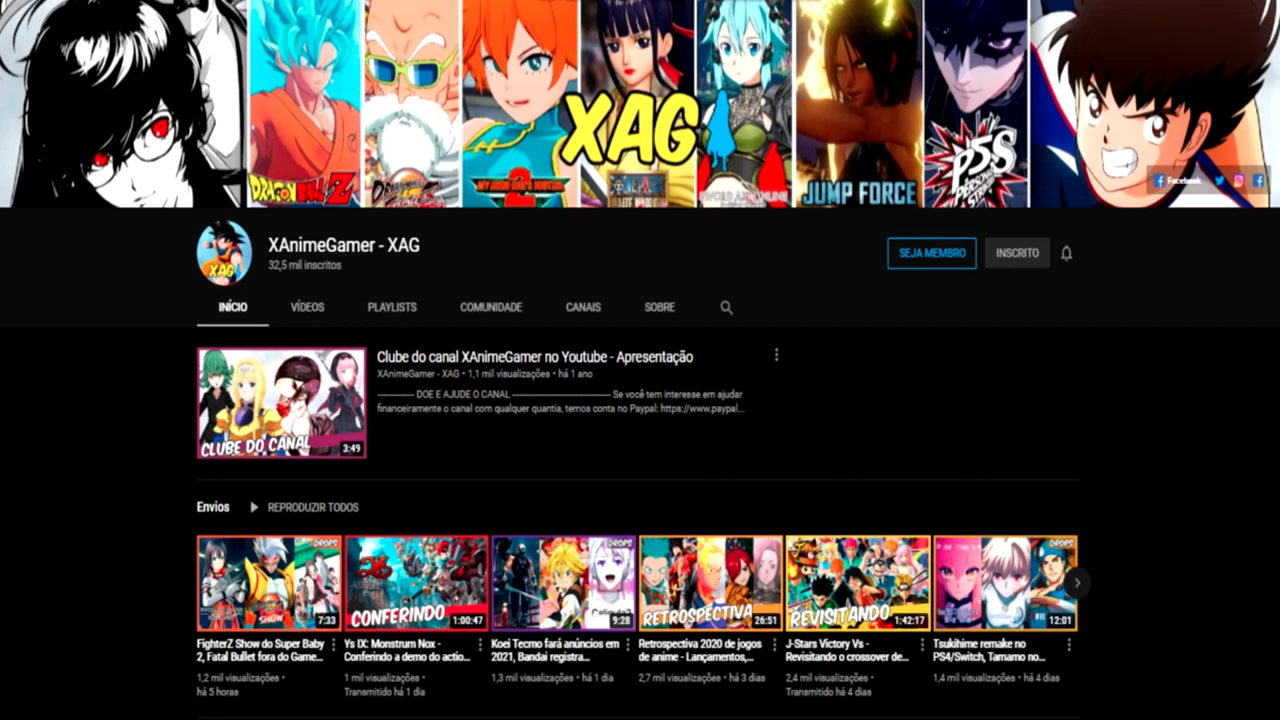 DRAGON BALL Z
XAG
JUMP FORCE
P5S
Facebook
XAG
XAnimeGamer - XAG
32,5 mil inscritos
SEJA MEMBRO
INSCRITO
INÍCIO
VÍDEOS
PLAYLISTS
COMUNIDADE
CANAIS
SOBRE
CLUBE DO CANAL
3:49
Clube do canal XAnimeGamer no Youtube - Apresentação
XAnimeGamer - XAG • 1,1 mil visualizações • há 1 ano
—————— DOE E AJUDE O CANAL —————————————— Se você tem interesse em ajudar
financeiramente o canal com qualquer quantia, temos conta no Paypal: https://www.paypal...
Envios
REPRODUZIR TODOS
DROPS
SHOW
7:33
FighterZ Show do Super Baby
2, Fatal Bullet fora do Game...
1,2 mil visualizações •
há 5 horas
CONFERINDO
1:00:47
Ys IX: Monstrum Nox -
Conferindo a demo do actio...
1 mil visualizações •
Transmitido há 1 dia
DROPS
9:28
Koei Tecmo fará anúncios em
2021, Bandai registra...
1,3 mil visualizações • há 1 dia
RETROSPECTIVA
26:51
Retrospectiva 2020 de jogos
de anime - Lançamentos,...
2,7 mil visualizações • há 3 dias
REVISITANDO
1:42:17
J-Stars Victory Vs -
Revisitando o crossover de...
2,4 mil visualizações •
Transmitido há 4 dias
DROPS
12:01
Tsukihime remake no
PS4/Switch, Tamamo no...
1,4 mil visualizações • há 4 dias